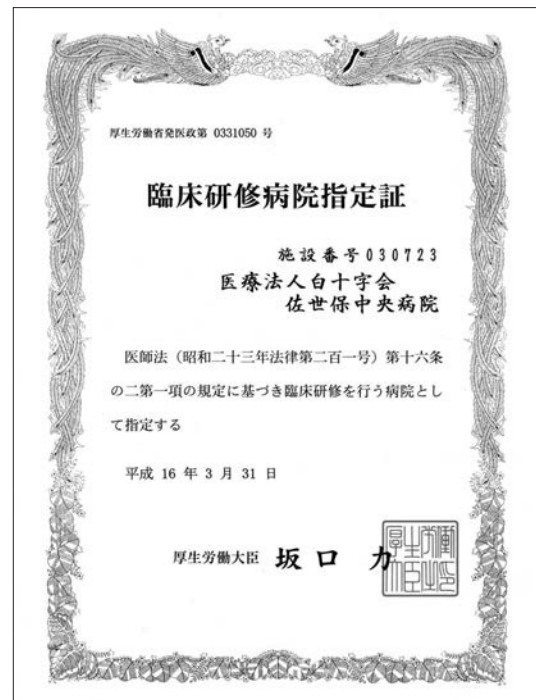 厚生労働省発医政第 0331050 号
臨床研修病院指定証
施設番号030723
医療法人白十字会
佐世保中央病院
医師法（昭和二十三年法律第二百一号）第十六条
の二第一項の規定に基づき臨床研修を行う病院とし
て指定する
平成 16 年 3 月 31 日
厚生労働大臣 坂口 力